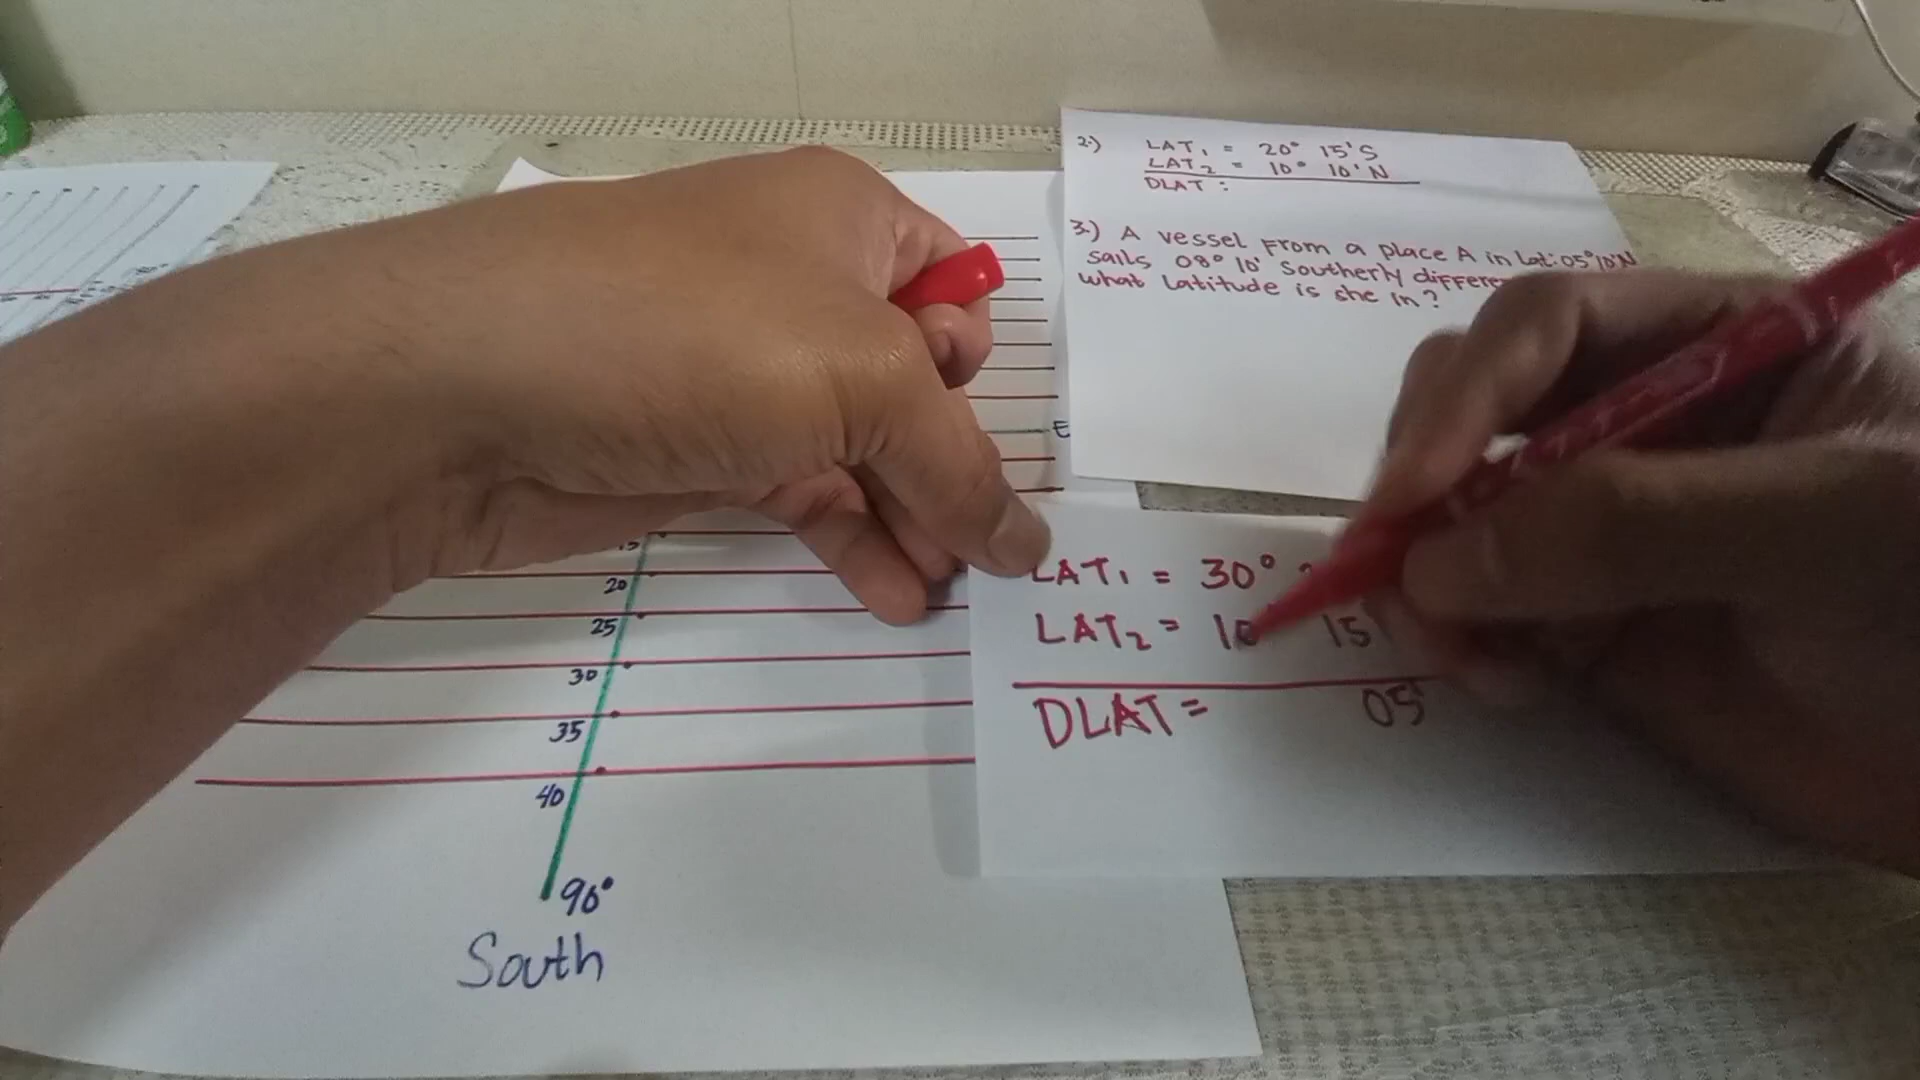 2.) LAT₁ = 20° 15' S
LAT₂ = 10° 10' N
DLAT :
3.) A vessel from a place A in lat: 05° 10' N
sails 08° 10' Southerly
what Latitude is she in?
E
LAT₁ = 30°
LAT₂ = 10 15'
DLAT = 05'
15
20
25
30
35
40
90°
South